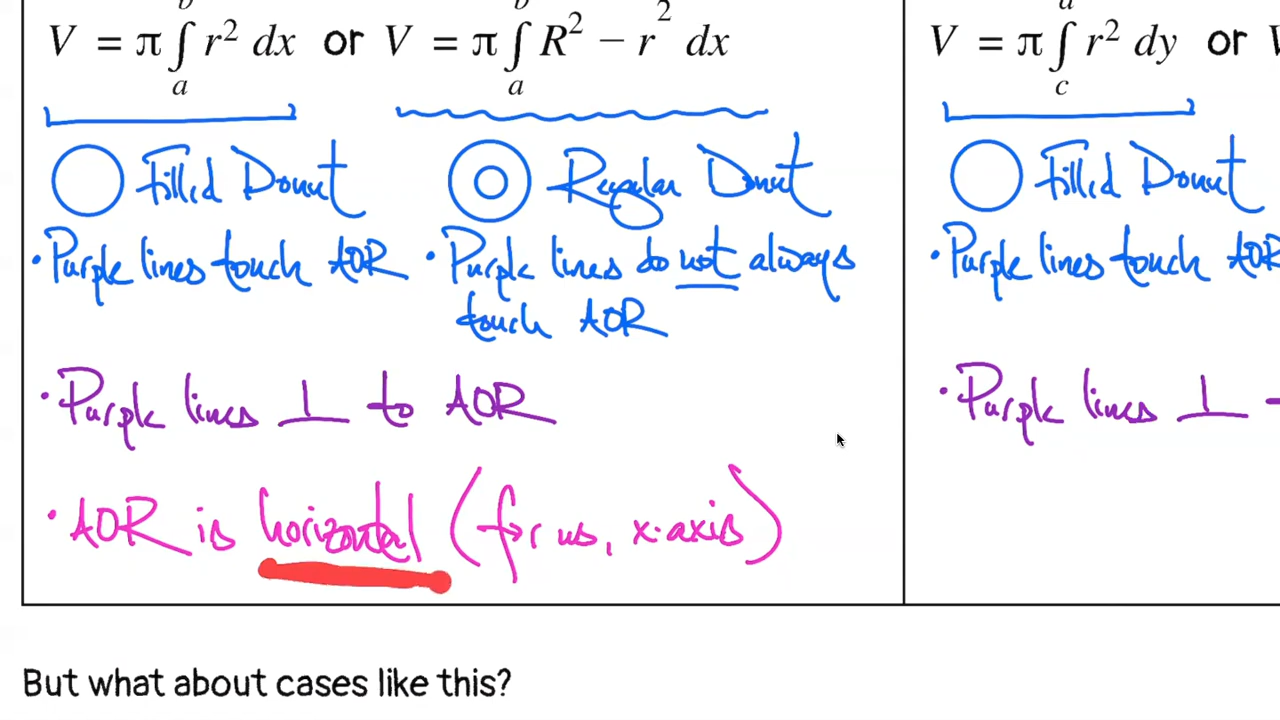 V = π ∫ₐᵇ r² dx or V = π ∫ₐᵇ R² − r² dx
Filled Donut
Regular Donut
• Purple lines touch AOR
• Purple lines do not always
touch AOR
• Purple lines ⊥ to AOR
• AOR is horizontal (for us, x-axis)
V = π ∫ r² dy or V
c
Filled Donut
• Purple lines touch AOR
• Purple lines ⊥
But what about cases like this?